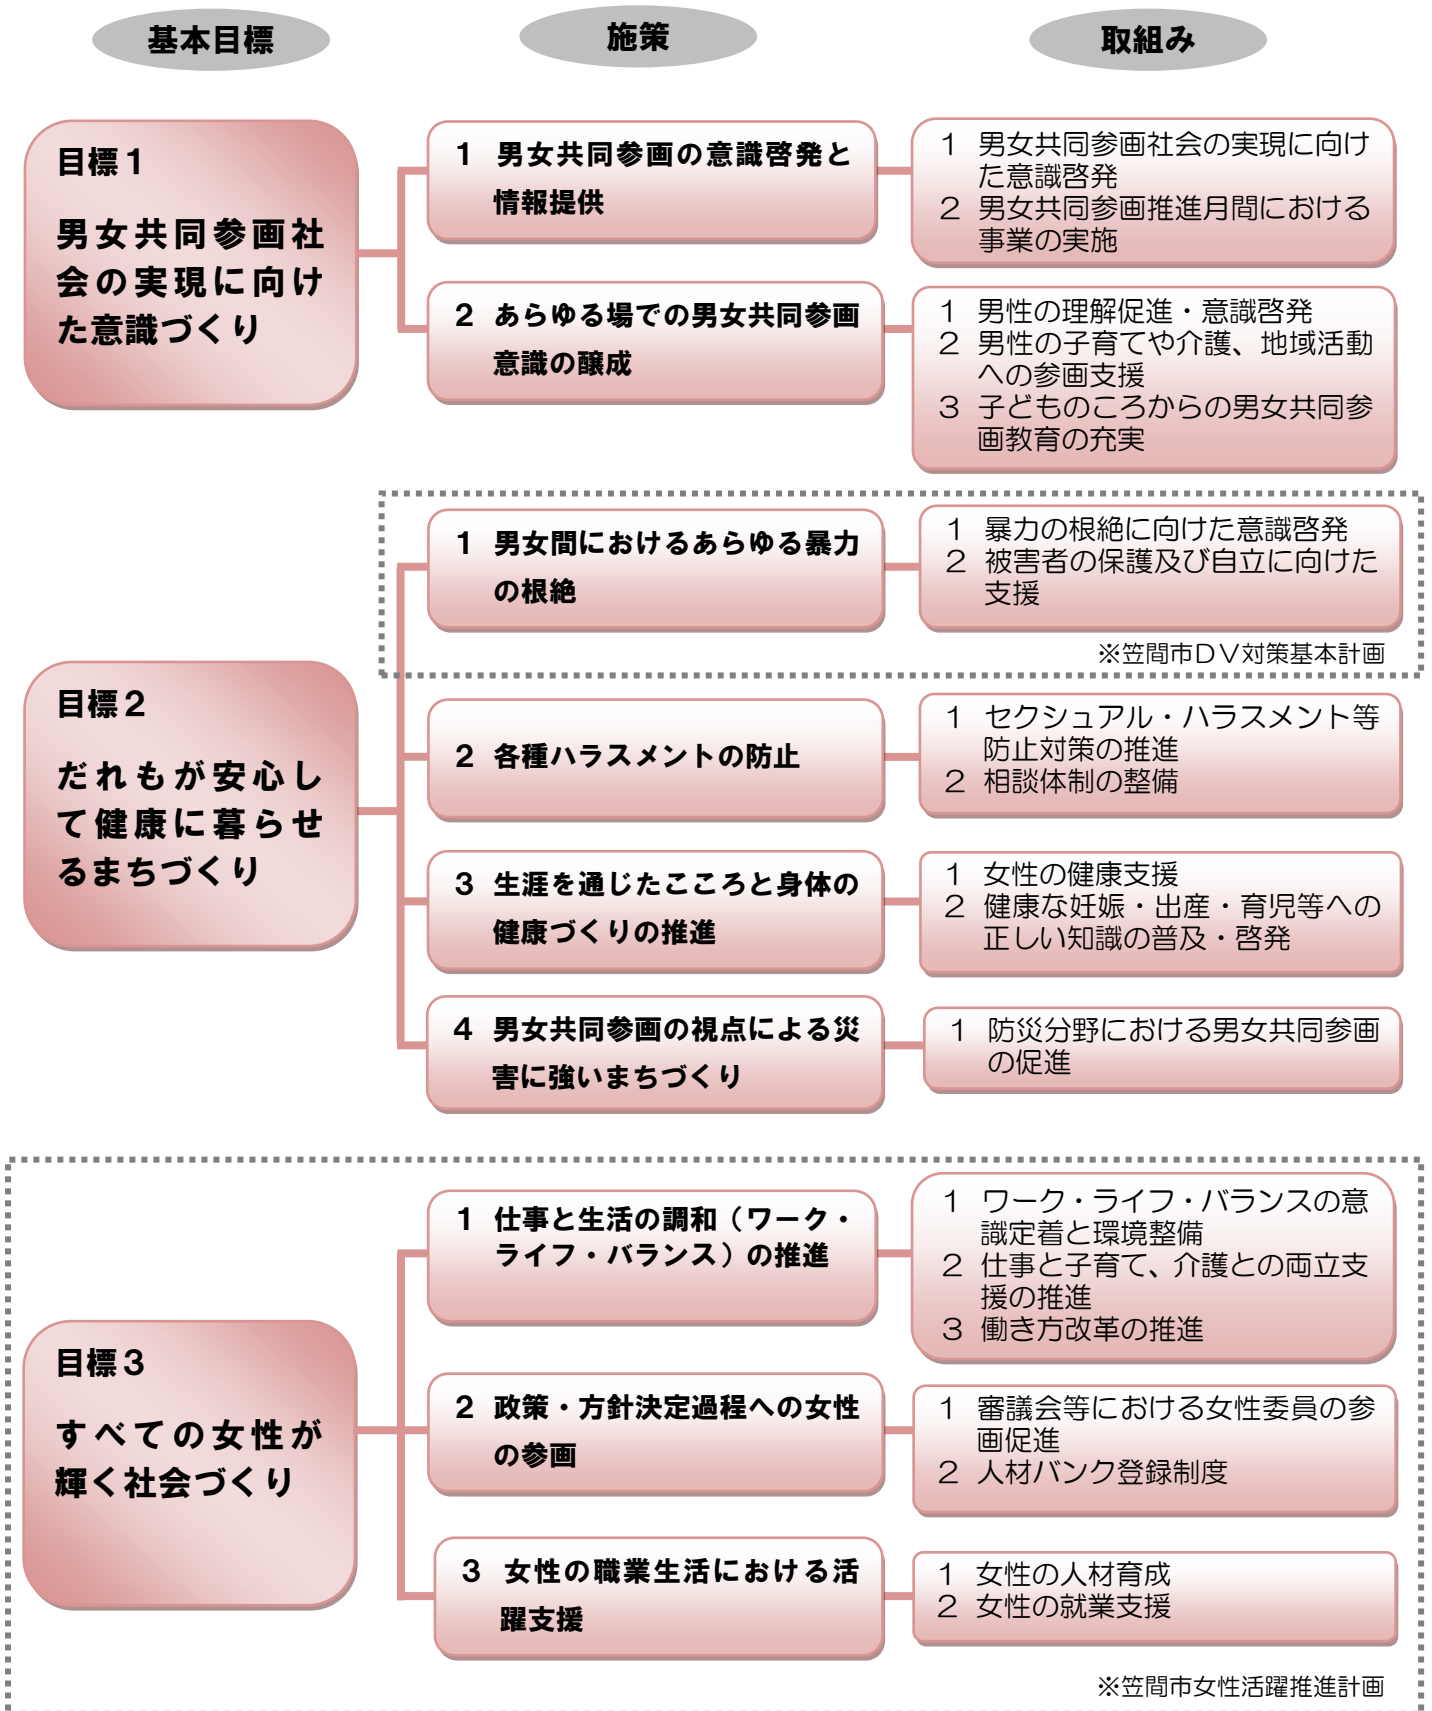 基本目標
施策
取組み
目標１
男女共同参画社
会の実現に向け
た意識づくり
1 男女共同参画の意識啓発と
情報提供
１ 男女共同参画社会の実現に向け
た意識啓発
２ 男女共同参画推進月間における
事業の実施
2 あらゆる場での男女共同参画
意識の醸成
１ 男性の理解促進・意識啓発
２ 男性の子育てや介護、地域活動
への参画支援
３ 子どものころからの男女共同参
画教育の充実
目標２
だれもが安心し
て健康に暮らせ
るまちづくり
1 男女間におけるあらゆる暴力
の根絶
１ 暴力の根絶に向けた意識啓発
２ 被害者の保護及び自立に向けた
支援
※笠間市ＤＶ対策基本計画
2 各種ハラスメントの防止
１ セクシュアル・ハラスメント等
防止対策の推進
２ 相談体制の整備
3 生涯を通じたこころと身体の
健康づくりの推進
１ 女性の健康支援
２ 健康な妊娠・出産・育児等への
正しい知識の普及・啓発
4 男女共同参画の視点による災
害に強いまちづくり
１ 防災分野における男女共同参画
の促進
目標３
すべての女性が
輝く社会づくり
1 仕事と生活の調和（ワーク・
ライフ・バランス）の推進
１ ワーク・ライフ・バランスの意
識定着と環境整備
２ 仕事と子育て、介護との両立支
援の推進
３ 働き方改革の推進
2 政策・方針決定過程への女性
の参画
１ 審議会等における女性委員の参
画促進
２ 人材バンク登録制度
3 女性の職業生活における活
躍支援
１ 女性の人材育成
２ 女性の就業支援
※笠間市女性活躍推進計画